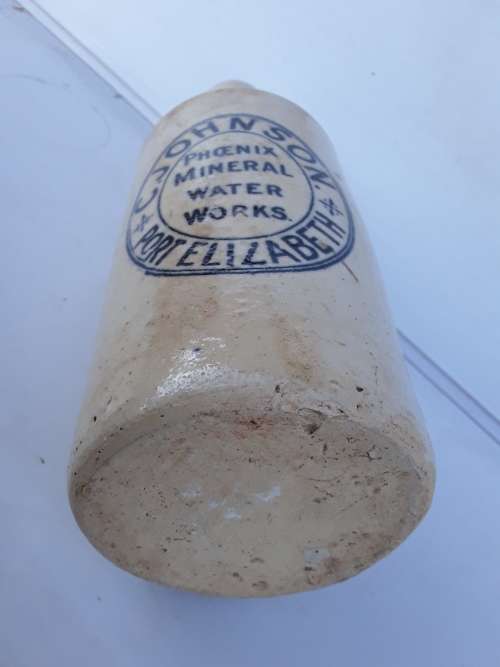 C. JOHNSON.
PHŒNIX
MINERAL
WATER
WORKS.
PORT ELIZABETH